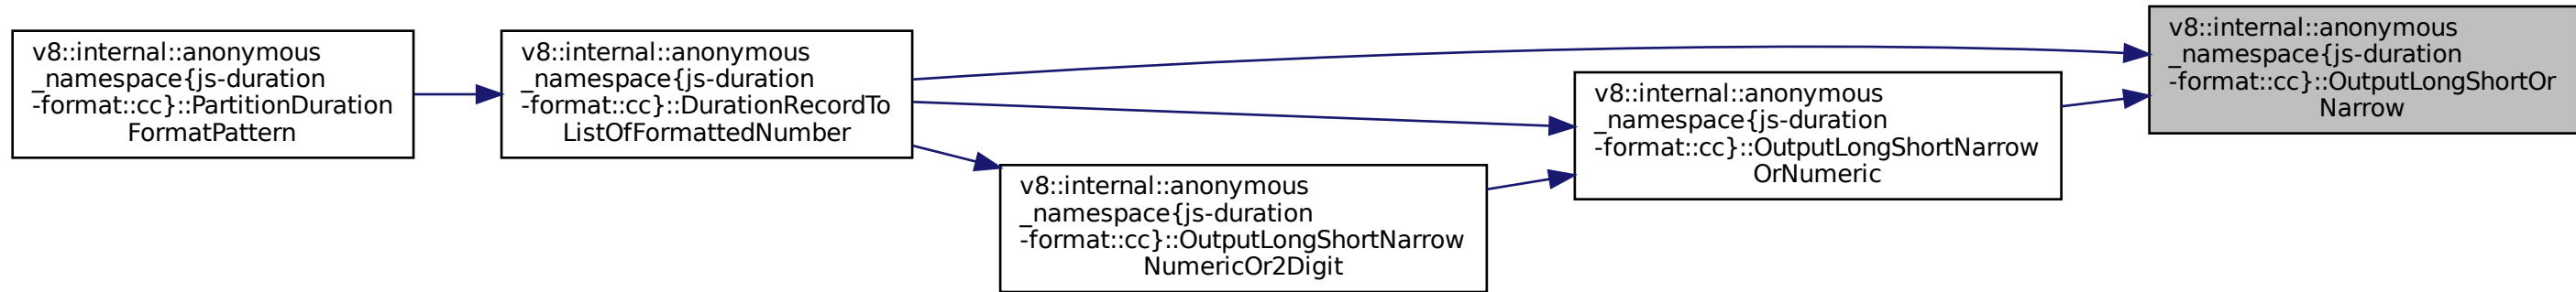 v8::internal::anonymous
_namespace{js-duration
-format::cc}::PartitionDuration
FormatPattern
v8::internal::anonymous
_namespace{js-duration
-format::cc}::DurationRecordTo
ListOfFormattedNumber
v8::internal::anonymous
_namespace{js-duration
-format::cc}::OutputLongShortNarrow
NumericOr2Digit
v8::internal::anonymous
_namespace{js-duration
-format::cc}::OutputLongShortNarrow
OrNumeric
v8::internal::anonymous
_namespace{js-duration
-format::cc}::OutputLongShortOr
Narrow